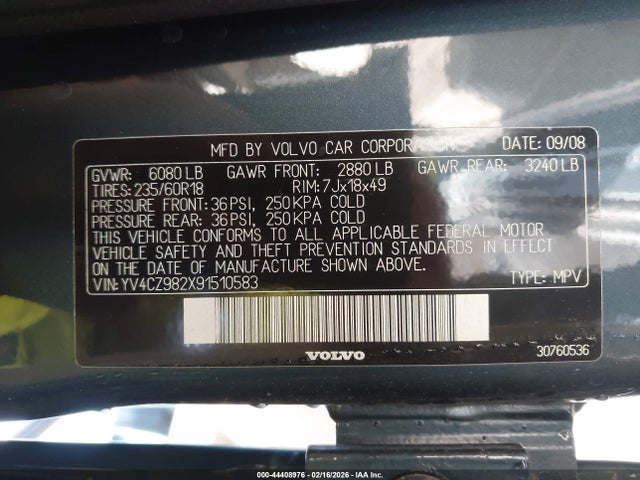 MFD BY VOLVO CAR CORPORATION DATE: 09/08
GVWR: 6080 LB GAWR FRONT: 2880 LB GAWR REAR: 3240 LB
TIRES: 235/60R18 RIM: 7Jx18x49
PRESSURE FRONT: 36 PSI, 250 KPA COLD
PRESSURE REAR: 36 PSI, 250 KPA COLD
THIS VEHICLE CONFORMS TO ALL APPLICABLE FEDERAL MOTOR
VEHICLE SAFETY AND THEFT PREVENTION STANDARDS IN EFFECT
ON DATE OF MANUFACTURE SHOWN ABOVE.
VIN: YV4CZ982X91510583 TYPE: MPV
VOLVO 30760536
000-44408976 - 02/16/2026 - IAA Inc.